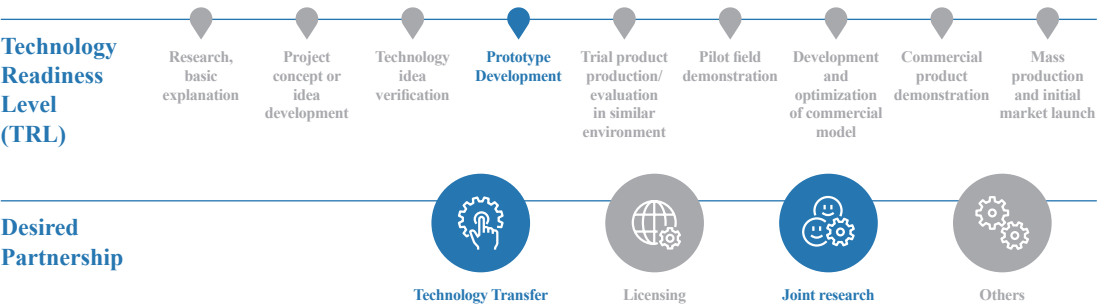 Technology
Readiness
Level
(TRL)
Research,
basic
explanation
Project
concept or
idea
development
Technology
idea
verification
Prototype
Development
Trial product
production/
evaluation
in similar
environment
Pilot field
demonstration
Development
and
optimization
of commercial
model
Commercial
product
demonstration
Mass
production
and initial
market launch
Desired
Partnership
Technology Transfer
Licensing
Joint research
Others